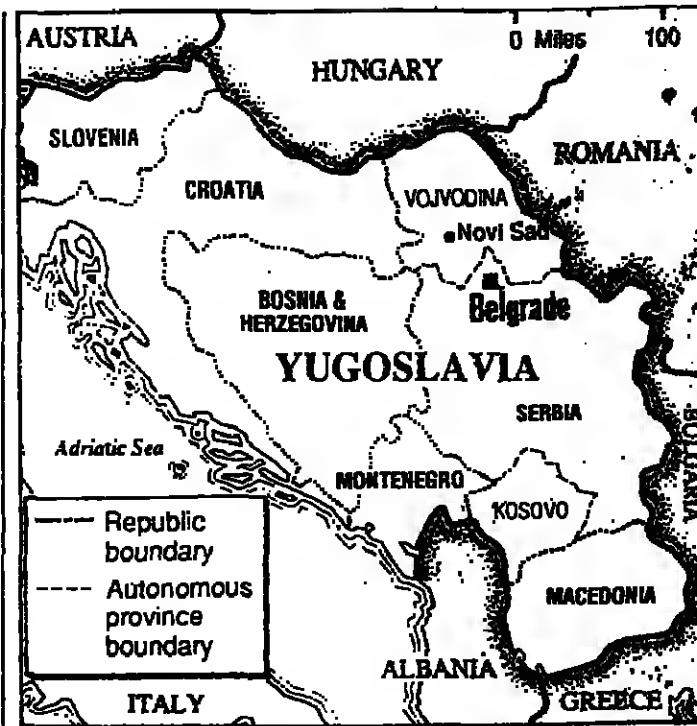 AUSTRIA
0 Miles 100
HUNGARY
SLOVENIA
ROMANIA
CROATIA
VOJVODINA
Novi Sad
BOSNIA &
HERZEGOVINA
Belgrade
YUGOSLAVIA
SERBIA
BULGARIA
Adriatic Sea
MONTENEGRO
KOSOVO
Republic
boundary
Autonomous
province
boundary
MACEDONIA
ALBANIA
ITALY
GREECE